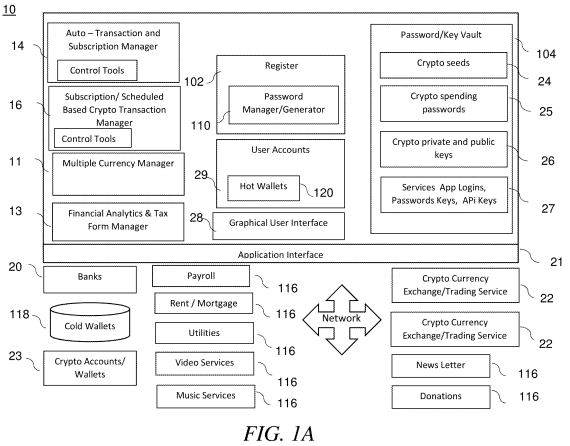 10
14
Auto – Transaction and
Subscription Manager
Control Tools
16
Subscription/ Scheduled
Based Crypto Transaction
Manager
Control Tools
11
Multiple Currency Manager
13
Financial Analytics & Tax
Form Manager
102
Register
110
Password
Manager/Generator
User Accounts
29
Hot Wallets
120
28
Graphical User Interface
Password/Key Vault
104
Crypto seeds
24
Crypto spending
passwords
25
Crypto private and public
keys
26
Services App Logins,
Passwords Keys, APi Keys
27
Application Interface
21
20
Banks
118
Cold Wallets
23
Crypto Accounts/
Wallets
Payroll
116
Rent / Mortgage
116
Utilities
116
Video Services
116
Music Services
116
Network
Crypto Currency
Exchange/Trading Service
22
Crypto Currency
Exchange/Trading Service
22
News Letter
116
Donations
116
FIG. 1A